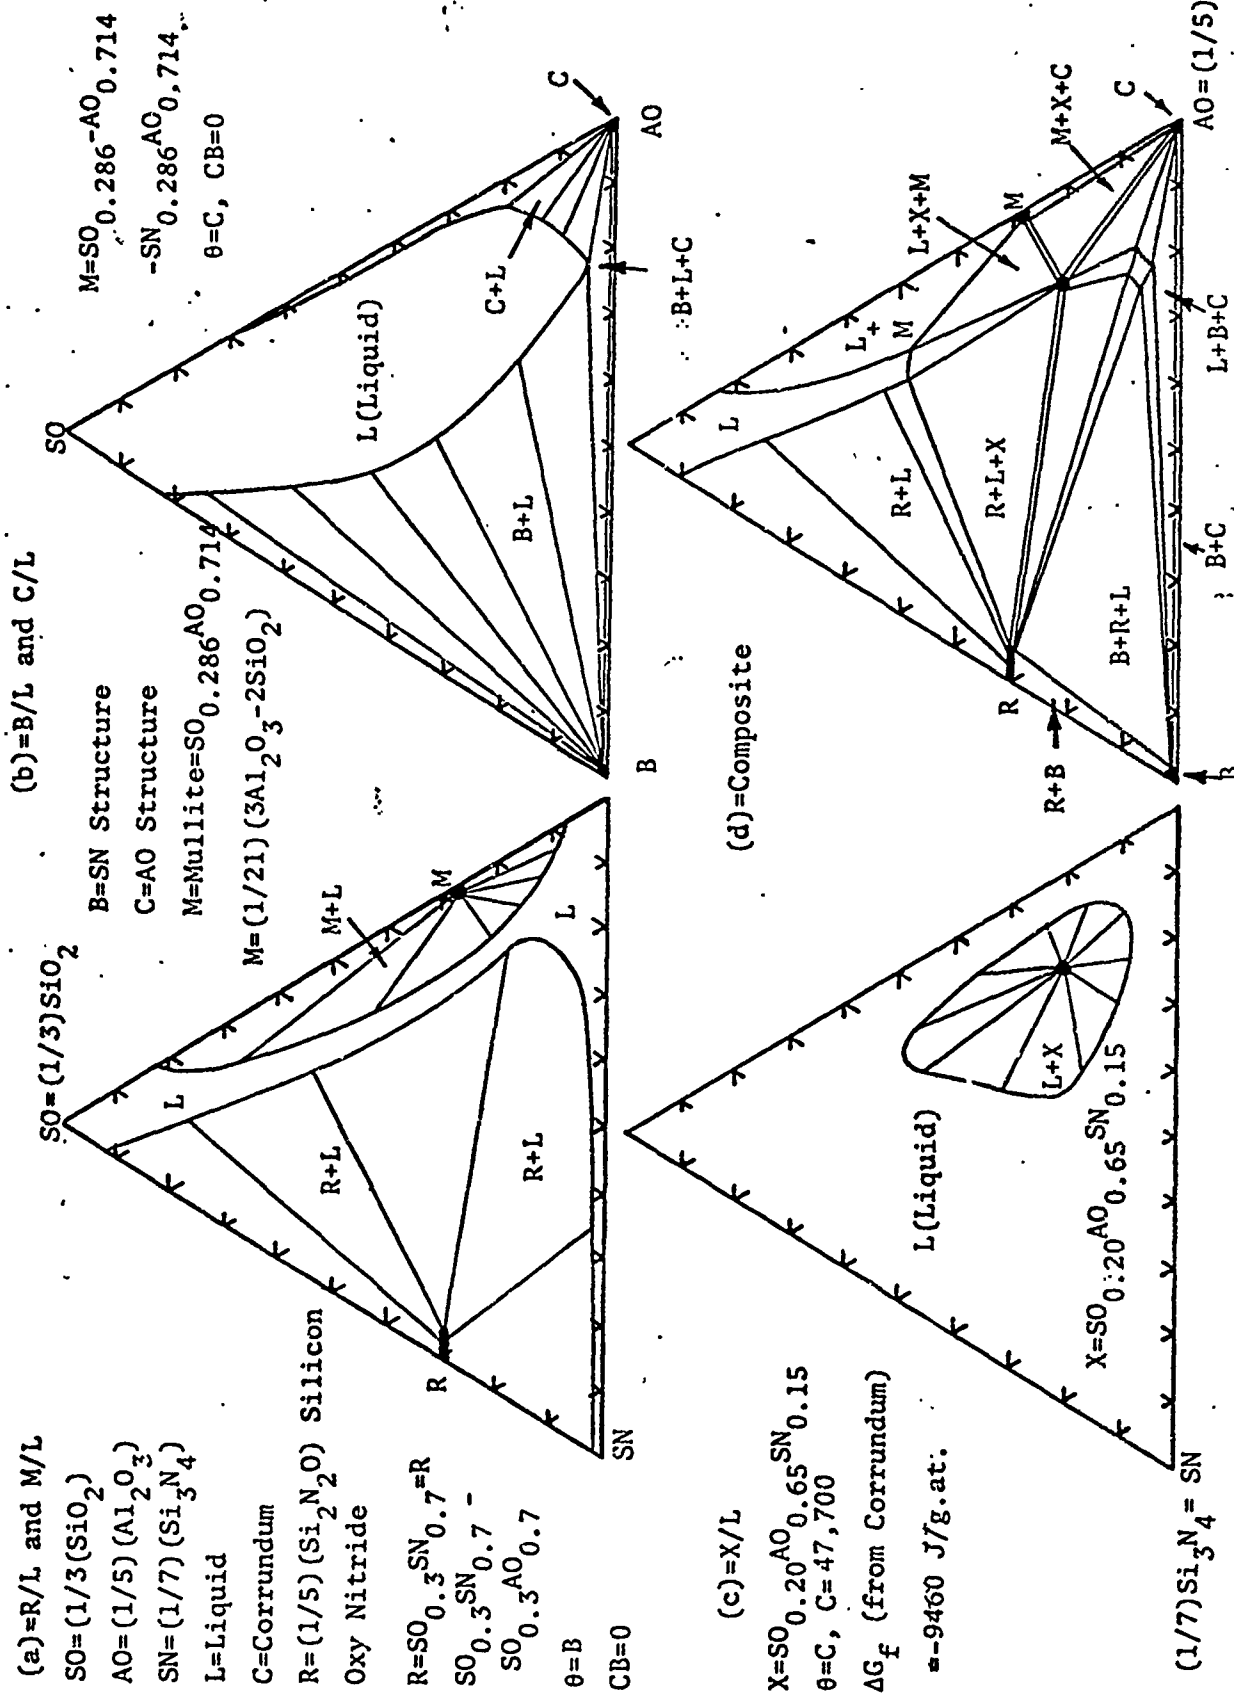 (a)=R/L and M/L
SO=(1/3(SiO2)
AO=(1/5)(Al2O3)
SN=(1/7)(Si3N4)
L=Liquid
C=Corrundum
R=(1/5)(Si2N2O) Silicon
Oxy Nitride
R=SO0.3SN0.7=R
SO0.3SN0.7 -
SO0.3AO0.7
θ=B
CB=0
SO=(1/3)SiO2
L
R+L
R+L
M+L
M
L
R
SN
(b)=B/L and C/L
B=SN Structure
C=AO Structure
M=Mullite=SO0.286AO0.714
M=(1/21)(3Al2O3-2SiO2)
SO
L(Liquid)
B+L
C+L
B
B+L+C
C
AO
M=SO0.286-AO0.714
-SN0.286AO0,714
θ=C, CB=0
(c)=X/L
X=SO0.20AO0.65SN0.15
θ=C, C=47,700
ΔGf (from Corrundum)
=-9460 J/g.at.
L(Liquid)
L+X
X=SO0.20AO0.65SN0.15
(1/7)Si3N4= SN
(d)=Composite
L
L+
M
R+L
R+L+X
L+X+M
M
M+X+C
C
R
R+B
B+R+L
B
B+C
L+B+C
AO=(1/5)